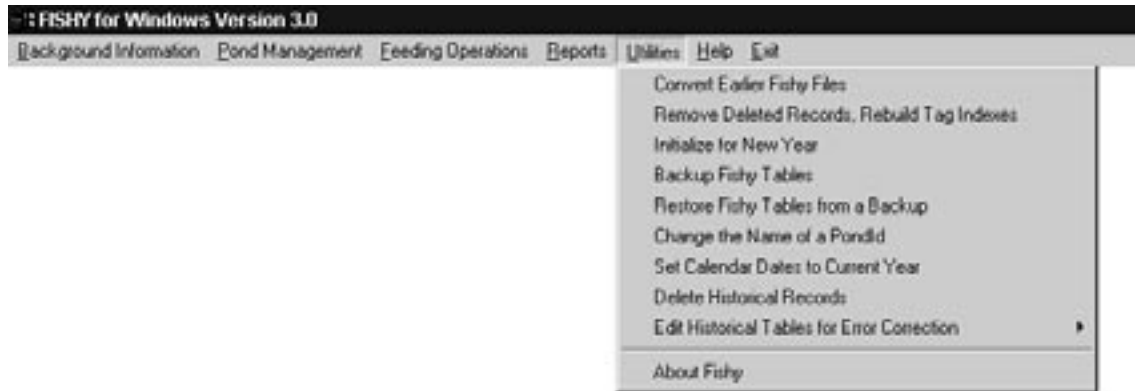 FISHY for Windows Version 3.0
Background Information Pond Management Feeding Operations Reports Utilities Help Exit
Convert Earlier Fishy Files
Remove Deleted Records, Rebuild Tag Indexes
Initialize for New Year
Backup Fishy Tables
Restore Fishy Tables from a Backup
Change the Name of a PondId
Set Calendar Dates to Current Year
Delete Historical Records
Edit Historical Tables for Error Correction
About Fishy